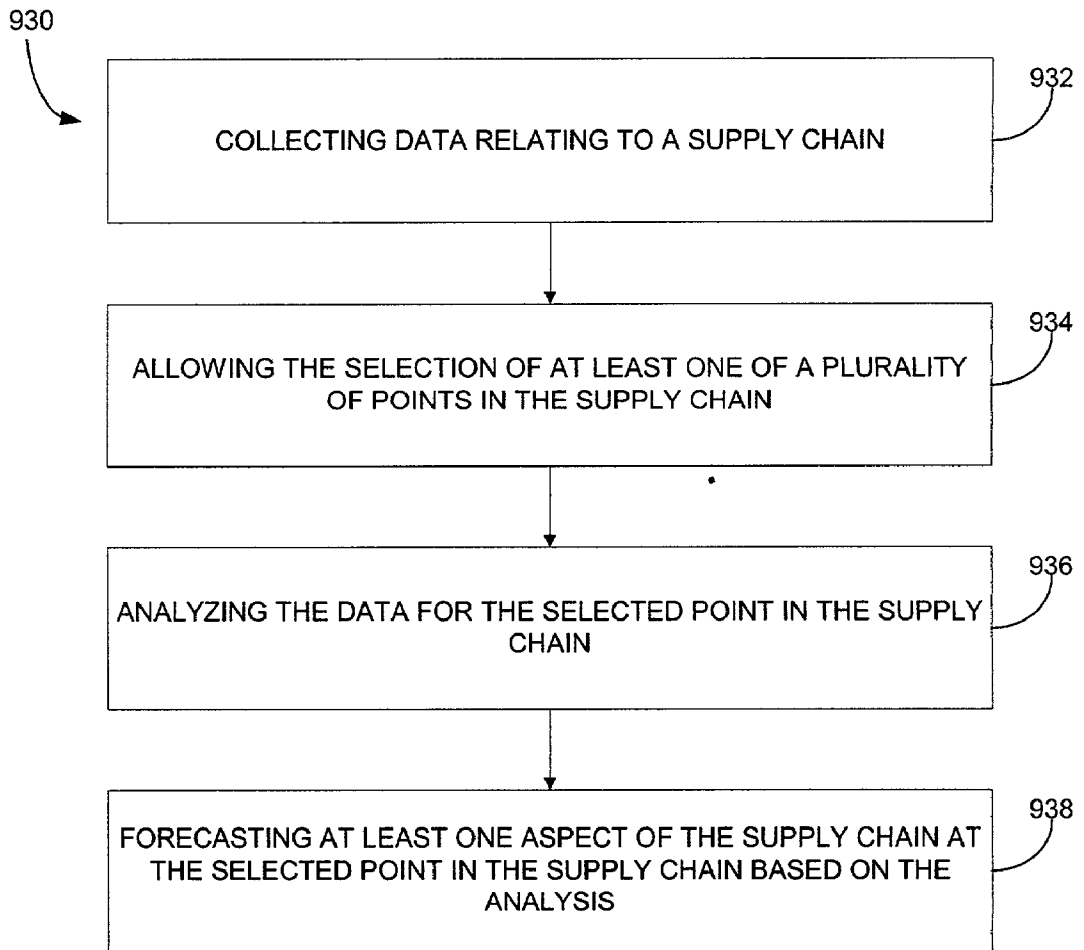 930
932
COLLECTING DATA RELATING TO A SUPPLY CHAIN
934
ALLOWING THE SELECTION OF AT LEAST ONE OF A PLURALITY
OF POINTS IN THE SUPPLY CHAIN
936
ANALYZING THE DATA FOR THE SELECTED POINT IN THE SUPPLY
CHAIN
938
FORECASTING AT LEAST ONE ASPECT OF THE SUPPLY CHAIN AT
THE SELECTED POINT IN THE SUPPLY CHAIN BASED ON THE
ANALYSIS